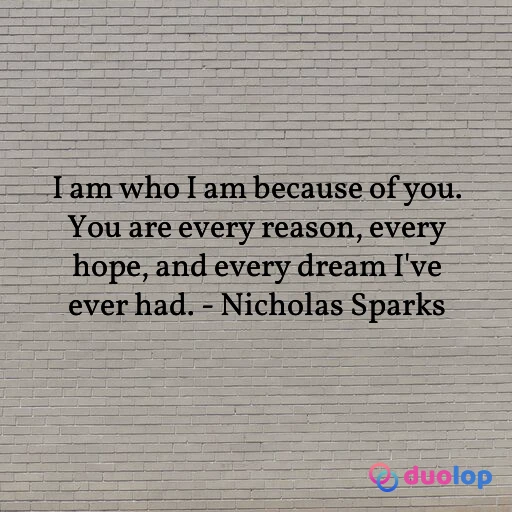 I am who I am because of you.
You are every reason, every
hope, and every dream I've
ever had. - Nicholas Sparks
duolop